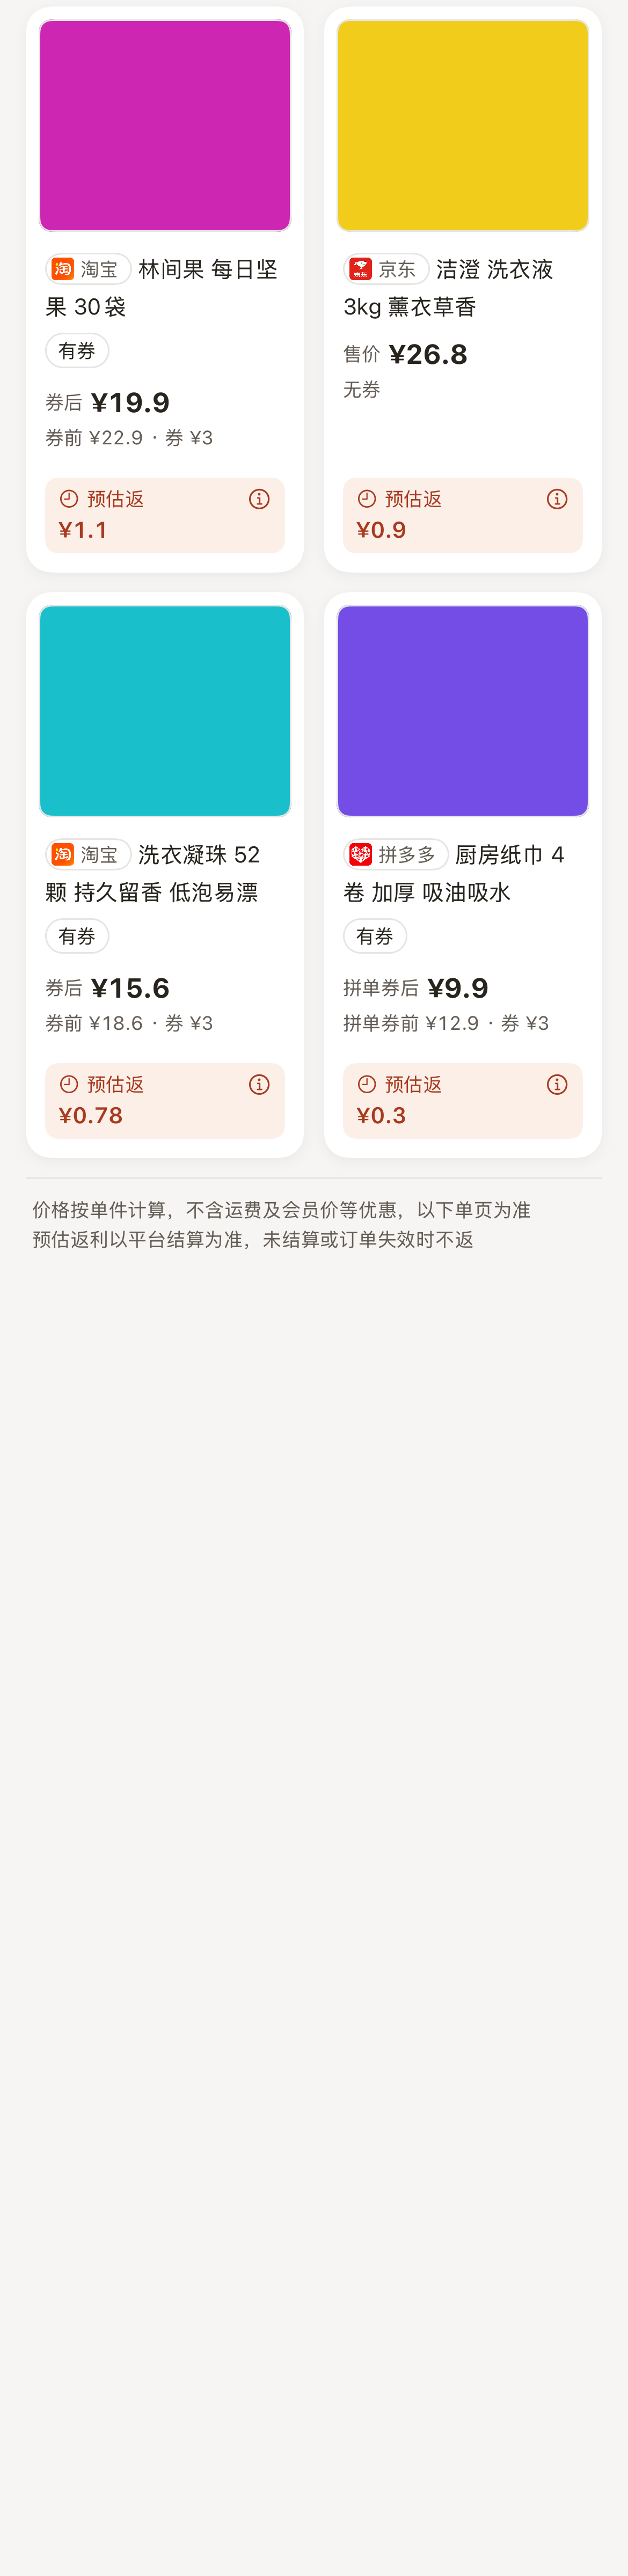 淘 淘宝 林间果 每日坚
果 30袋
有券
券后 ¥19.9
券前 ¥22.9 · 券 ¥3
预估返
¥1.1
京东 京东 洁澄 洗衣液
3kg 薰衣草香
售价 ¥26.8
无券
预估返
¥0.9
淘 淘宝 洗衣凝珠 52
颗 持久留香 低泡易漂
有券
券后 ¥15.6
券前 ¥18.6 · 券 ¥3
预估返
¥0.78
拼多多 厨房纸巾 4
卷 加厚 吸油吸水
有券
拼单券后 ¥9.9
拼单券前 ¥12.9 · 券 ¥3
预估返
¥0.3
价格按单件计算，不含运费及会员价等优惠，以下单页为准
预估返利以平台结算为准，未结算或订单失效时不返